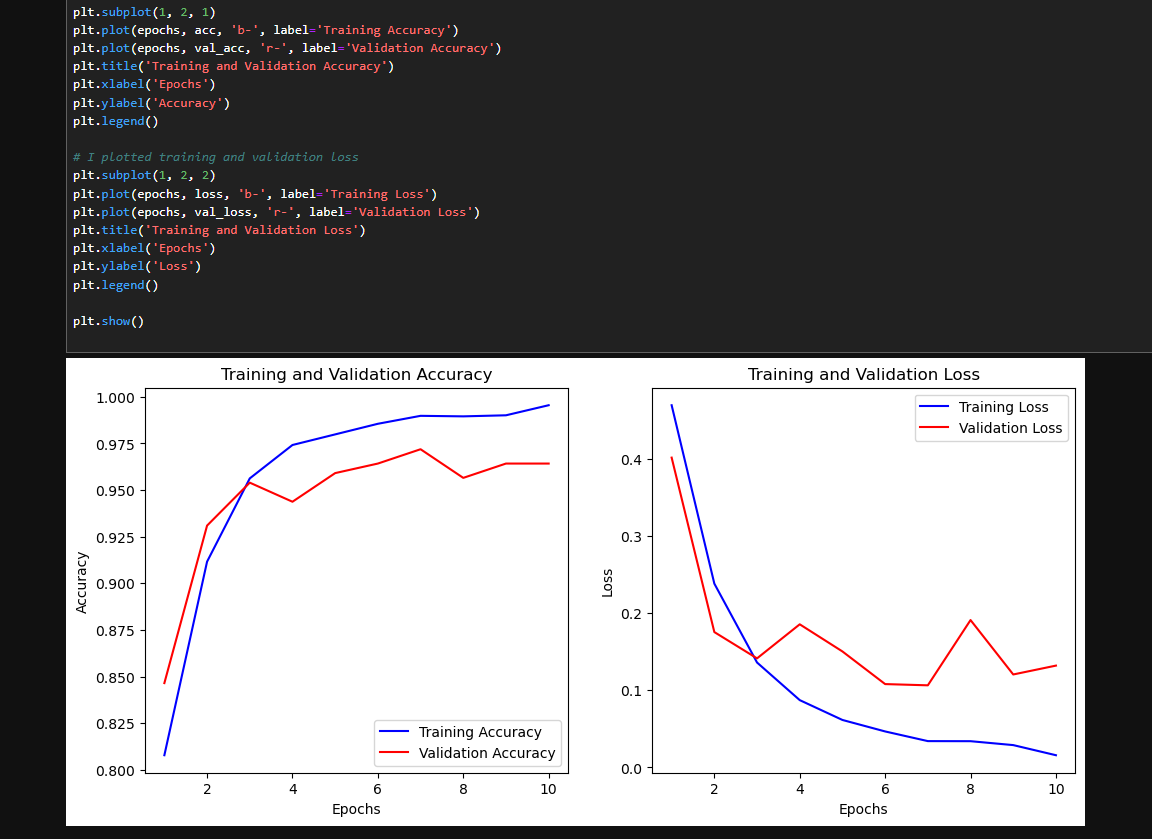 plt.subplot(1, 2, 1)
plt.plot(epochs, acc, 'b-', label='Training Accuracy')
plt.plot(epochs, val_acc, 'r-', label='Validation Accuracy')
plt.title('Training and Validation Accuracy')
plt.xlabel('Epochs')
plt.ylabel('Accuracy')
plt.legend()
# I plotted training and validation loss
plt.subplot(1, 2, 2)
plt.plot(epochs, loss, 'b-', label='Training Loss')
plt.plot(epochs, val_loss, 'r-', label='Validation Loss')
plt.title('Training and Validation Loss')
plt.xlabel('Epochs')
plt.ylabel('Loss')
plt.legend()
plt.show()
Training and Validation Accuracy
1.000
0.975
0.950
0.925
0.900
0.875
0.850
0.825
0.800
Accuracy
Training Accuracy
Validation Accuracy
2 4 6 8 10
Epochs
Training and Validation Loss
Training Loss
Validation Loss
0.4
0.3
0.2
0.1
0.0
Loss
2 4 6 8 10
Epochs